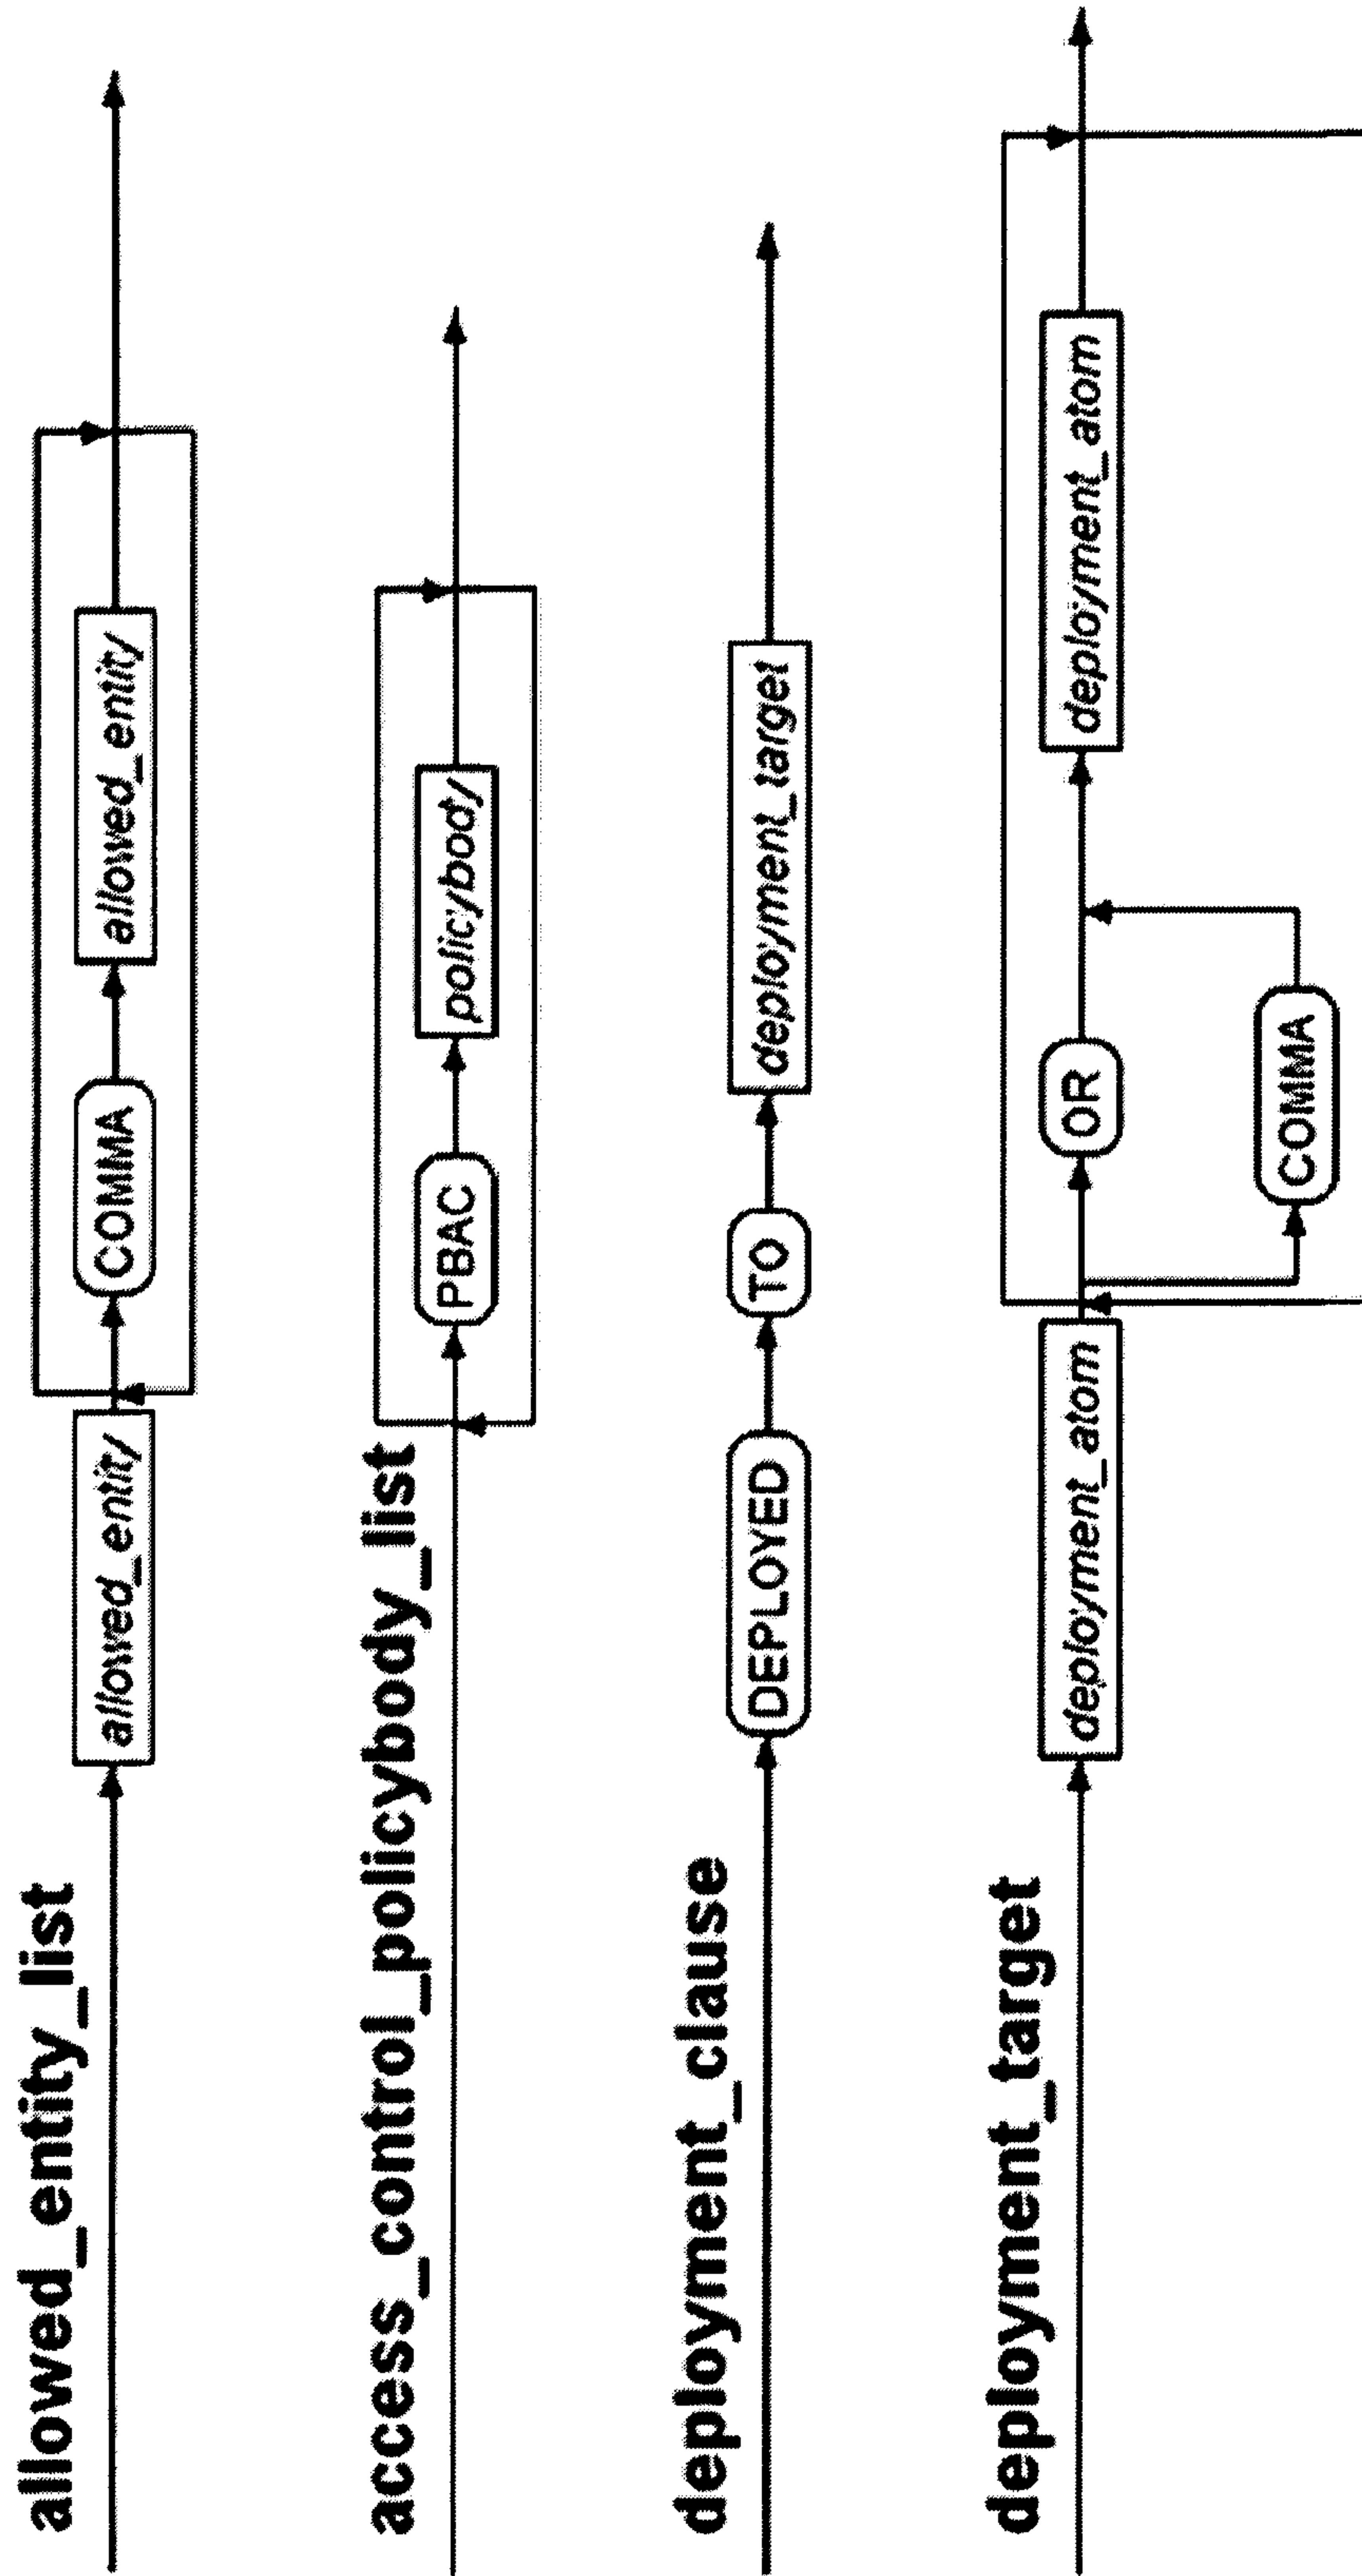 allowed_entity_list
allowed_entity COMMA allowed_entity
access_control_policybody_list
PBAC policybody
deployment_clause
DEPLOYED TO deployment_target
deployment_target
deployment_atom OR deployment_atom
COMMA